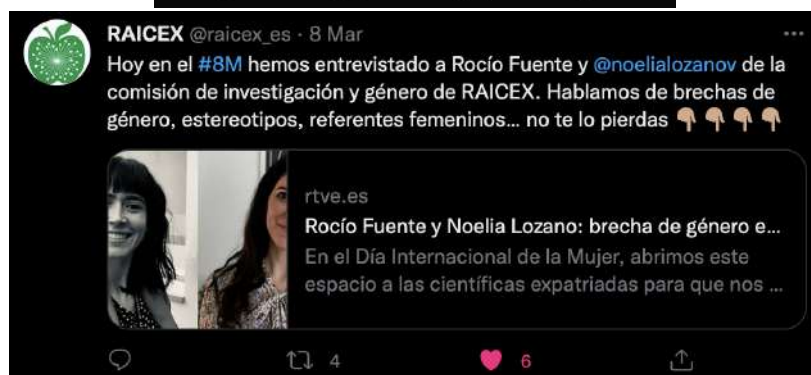 RAICEX @raicex_es · 8 Mar
Hoy en el #8M hemos entrevistado a Rocío Fuente y @noelialozanov de la
comisión de investigación y género de RAICEX. Hablamos de brechas de
género, estereotipos, referentes femeninos... no te lo pierdas 👇🏼 👇🏼 👇🏼 👇🏼
rtve.es
Rocío Fuente y Noelia Lozano: brecha de género e...
En el Día Internacional de la Mujer, abrimos este
espacio a las científicas expatriadas para que nos ...
4 6